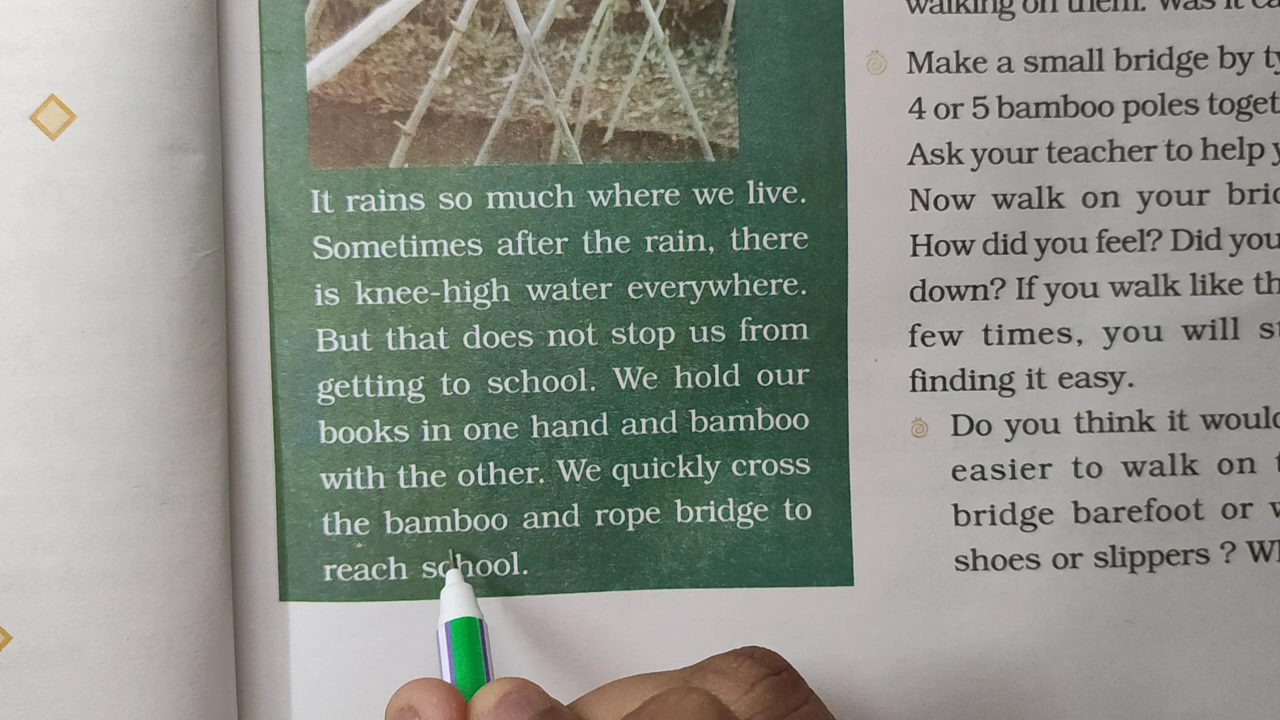 It rains so much where we live.
Sometimes after the rain, there
is knee-high water everywhere.
But that does not stop us from
getting to school. We hold our
books in one hand and bamboo
with the other. We quickly cross
the bamboo and rope bridge to
reach school.
walking on them. Was it
Make a small bridge by
4 or 5 bamboo poles
Ask your teacher to help
Now walk on your
How did you feel? Did you
down? If you walk like
few times, you will
finding it easy.
Do you think it
easier to walk on
bridge barefoot or
shoes or slippers ?